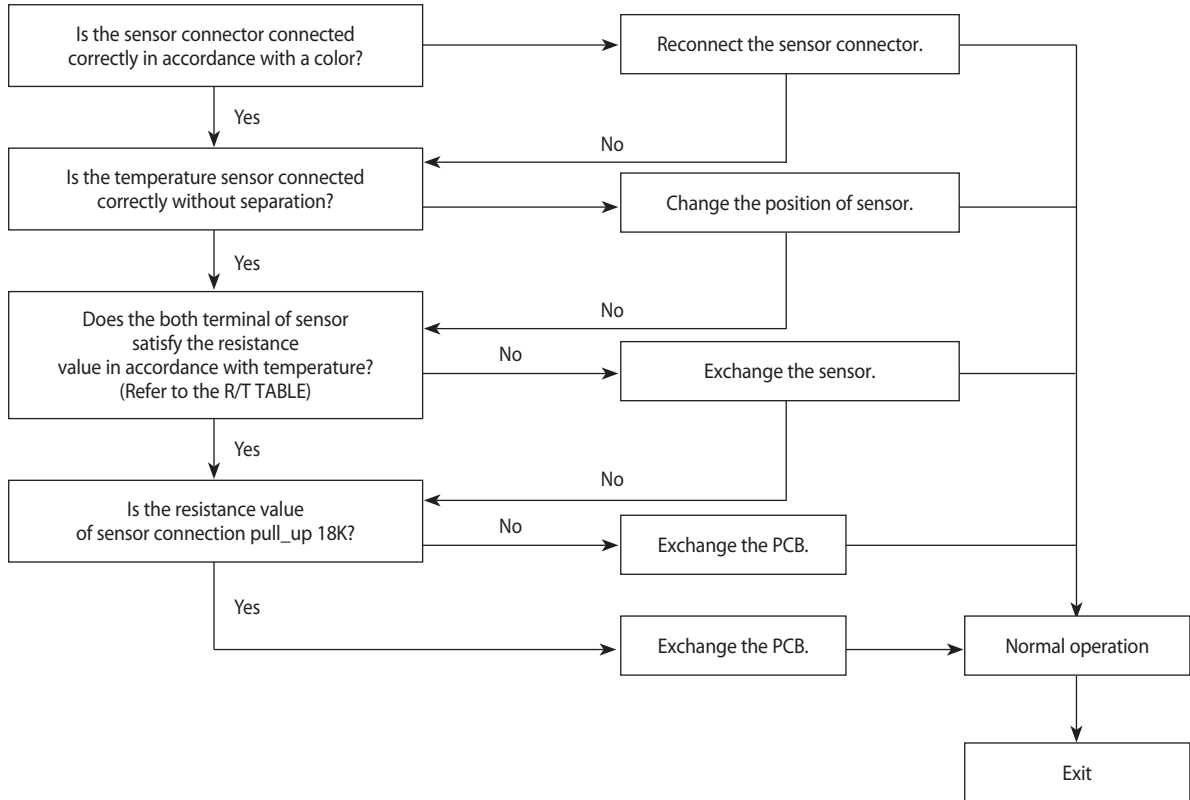 Is the sensor connector connected
correctly in accordance with a color?
Reconnect the sensor connector.
Yes
No
Is the temperature sensor connected
correctly without separation?
Change the position of sensor.
Yes
No
Does the both terminal of sensor
satisfy the resistance
value in accordance with temperature?
(Refer to the R/T TABLE)
No
Exchange the sensor.
Yes
No
Is the resistance value
of sensor connection pull_up 18K?
No
Exchange the PCB.
Yes
Exchange the PCB.
Normal operation
Exit